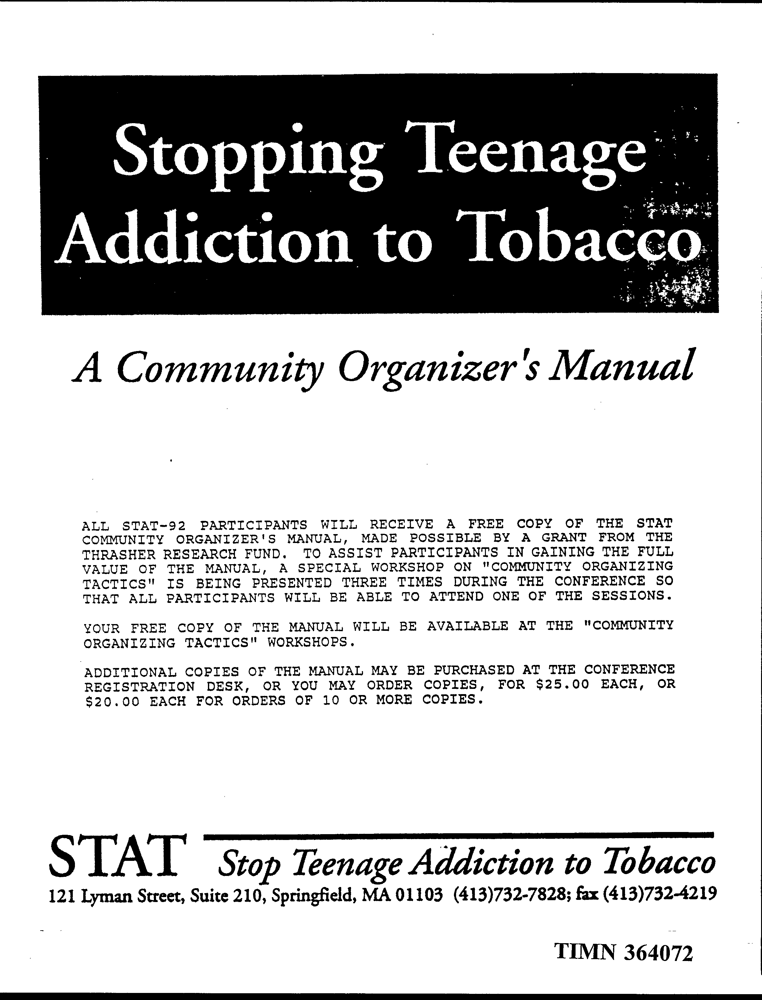 Stopping Teenage
Addiction to Tobacco
A Community Organizer's Manual
ALL STAT-92 PARTICIPANTS WILL RECEIVE A FREE COPY OF THE STAT
COMMUNITY ORGANIZER'S MANUAL, MADE POSSIBLE BY A GRANT FROM THE
THRASHER RESEARCH FUND. TO ASSIST PARTICIPANTS IN GAINING THE FULL
VALUE OF THE MANUAL, A SPECIAL WORKSHOP ON "COMMUNITY ORGANIZING
TACTICS" IS BEING PRESENTED THREE TIMES DURING THE CONFERENCE SO
THAT ALL PARTICIPANTS WILL BE ABLE TO ATTEND ONE OF THE SESSIONS.
YOUR FREE COPY OF THE MANUAL WILL BE AVAILABLE AT THE "COMMUNITY
ORGANIZING TACTICS" WORKSHOPS.
ADDITIONAL COPIES OF THE MANUAL MAY BE PURCHASED AT THE CONFERENCE
REGISTRATION DESK, OR YOU MAY ORDER COPIES, FOR $25.00 EACH, OR
$20.00 EACH FOR ORDERS OF 10 OR MORE COPIES.
STAT Stop Teenage Addiction to Tobacco
121 Lyman Street, Suite 210, Springfield, MA 01103 (413)732-7828; fax (413)732-4219
TIMN 364072